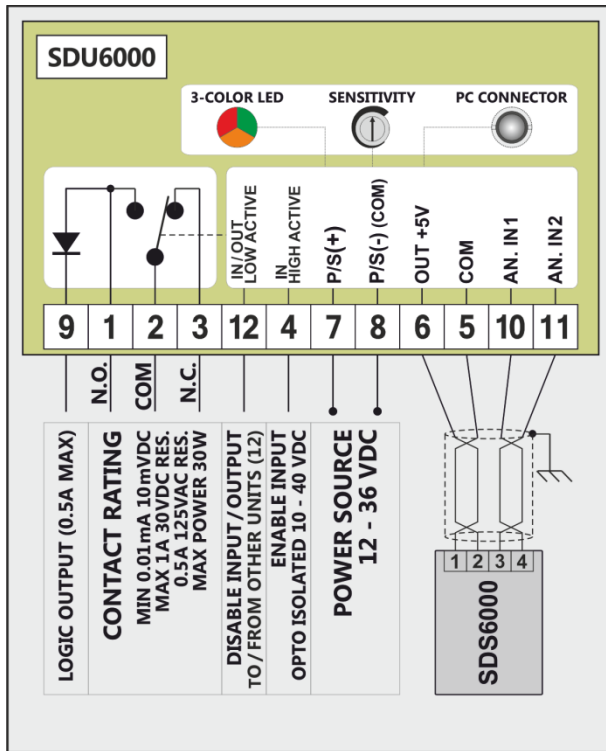 SDU6000
3-COLOR LED
SENSITIVITY
PC CONNECTOR
IN / OUT
LOW ACTIVE
IN
HIGH ACTIVE
P/S(+)
P/S(-) (COM)
OUT +5V
COM
AN. IN1
AN. IN2
9 1 2 3 12 4 7 8 6 5 10 11
N.O.
COM
N.C.
LOGIC OUTPUT (0.5A MAX)
CONTACT RATING
MIN 0.01mA 10mVDC
MAX 1A 30VDC RES.
0.5A 125VAC RES.
MAX POWER 30W
DISABLE INPUT / OUTPUT
TO / FROM OTHER UNITS (12)
ENABLE INPUT
OPTO ISOLATED 10 - 40 VDC
POWER SOURCE
12 - 36 VDC
1 2 3 4
SDS6000